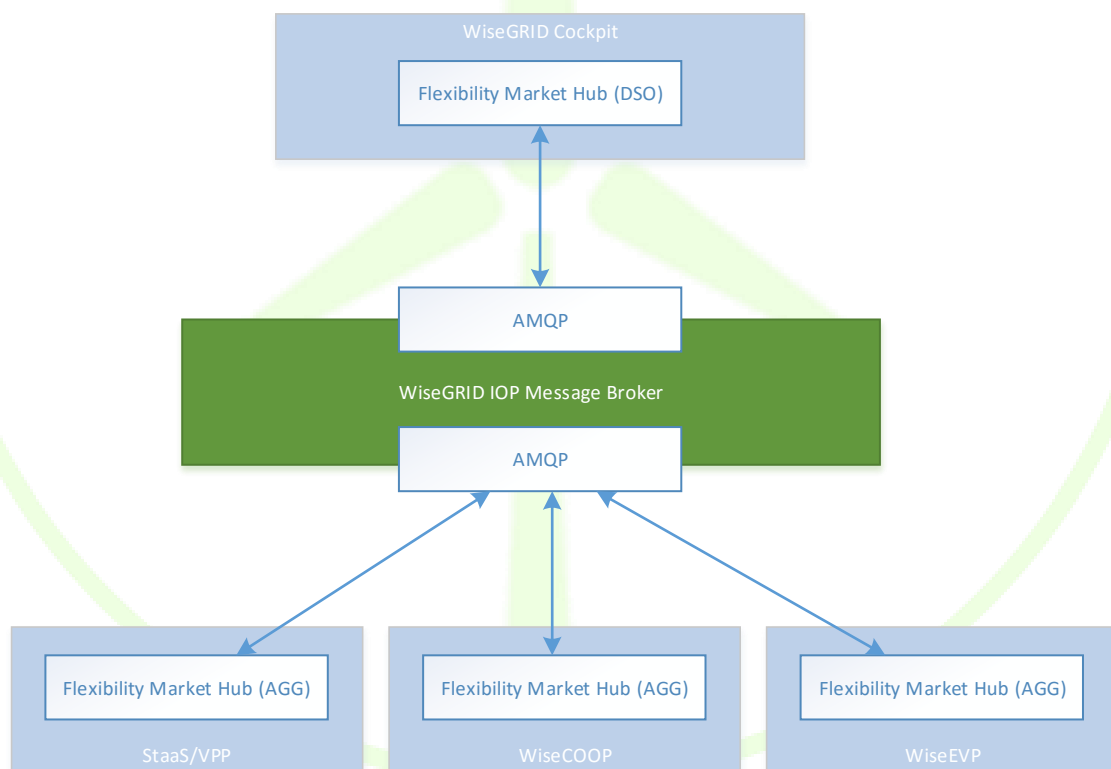 WiseGRID Cockpit
Flexibility Market Hub (DSO)
AMQP
WiseGRID IOP Message Broker
AMQP
Flexibility Market Hub (AGG)
Flexibility Market Hub (AGG)
Flexibility Market Hub (AGG)
StaaS/VPP
WiseCOOP
WiseEVP